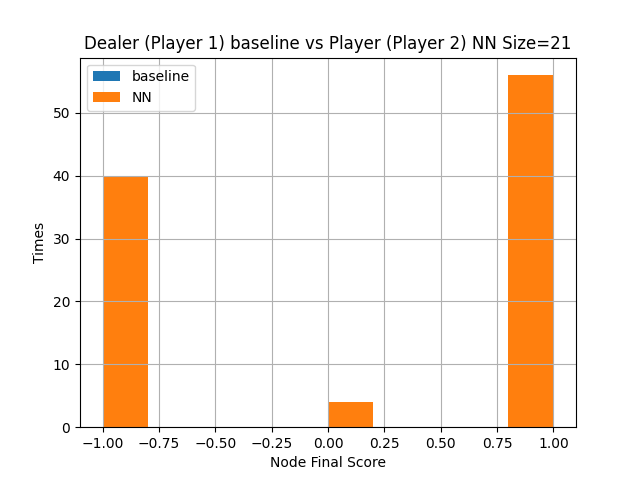 Dealer (Player 1) baseline vs Player (Player 2) NN Size=21
baseline
NN
50
40
30
20
10
0
Times
−1.00 −0.75 −0.50 −0.25 0.00 0.25 0.50 0.75 1.00
Node Final Score